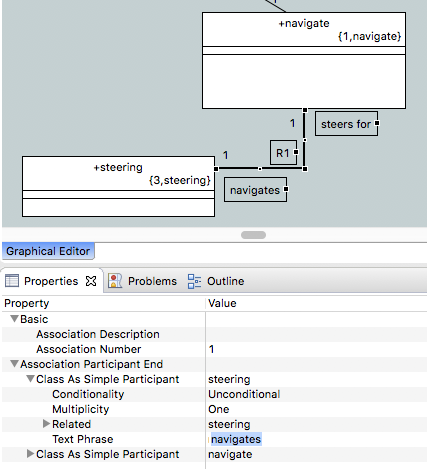 +navigate
{1,navigate}
1
steers for
R1
1
+steering
{3,steering}
navigates
Graphical Editor
Properties Problems Outline
Property Value
Basic
Association Description
Association Number 1
Association Participant End
Class As Simple Participant steering
Conditionality Unconditional
Multiplicity One
Related steering
Text Phrase navigates
Class As Simple Participant navigate